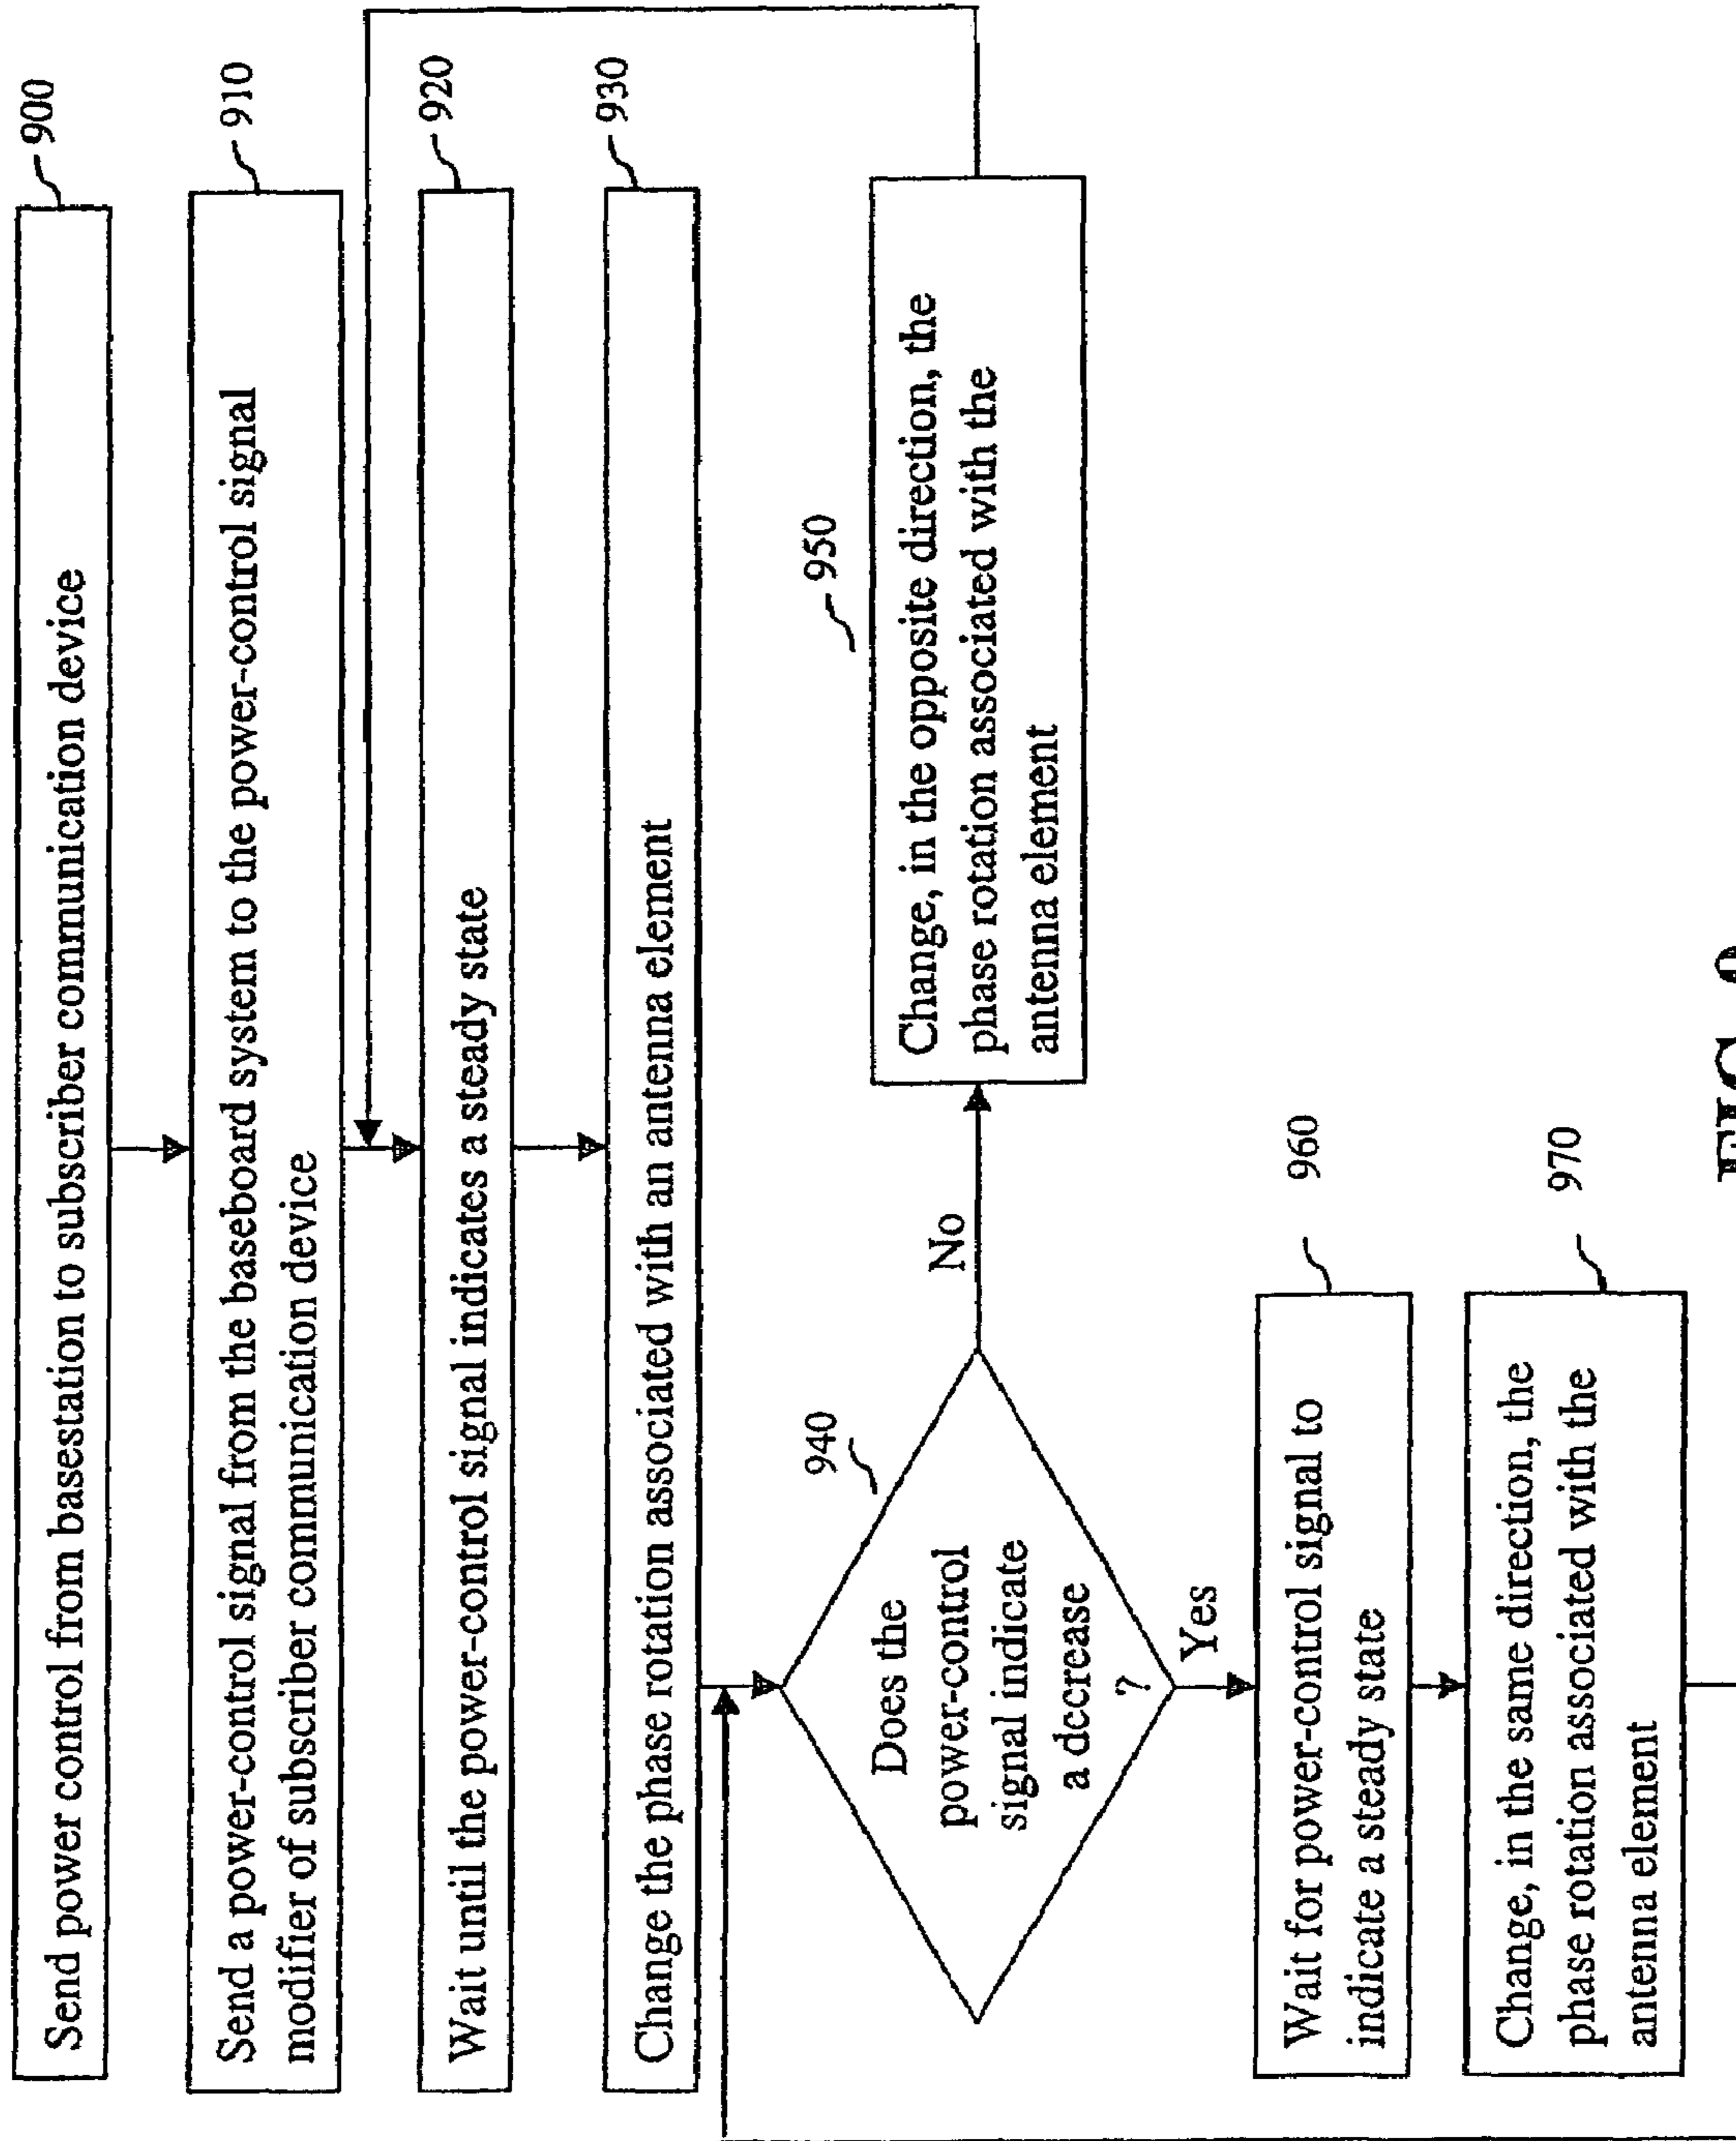 Send power control from basestation to subscriber communication device
900
Send a power-control signal from the baseboard system to the power-control signal
modifier of subscriber communication device
910
Wait until the power-control signal indicates a steady state
920
Change the phase rotation associated with an antenna element
930
940
Does the
power-control
signal indicate
a decrease
?
No
Yes
950
Change, in the opposite direction, the
phase rotation associated with the
antenna element
960
Wait for power-control signal to
indicate a steady state
970
Change, in the same direction, the
phase rotation associated with the
antenna element